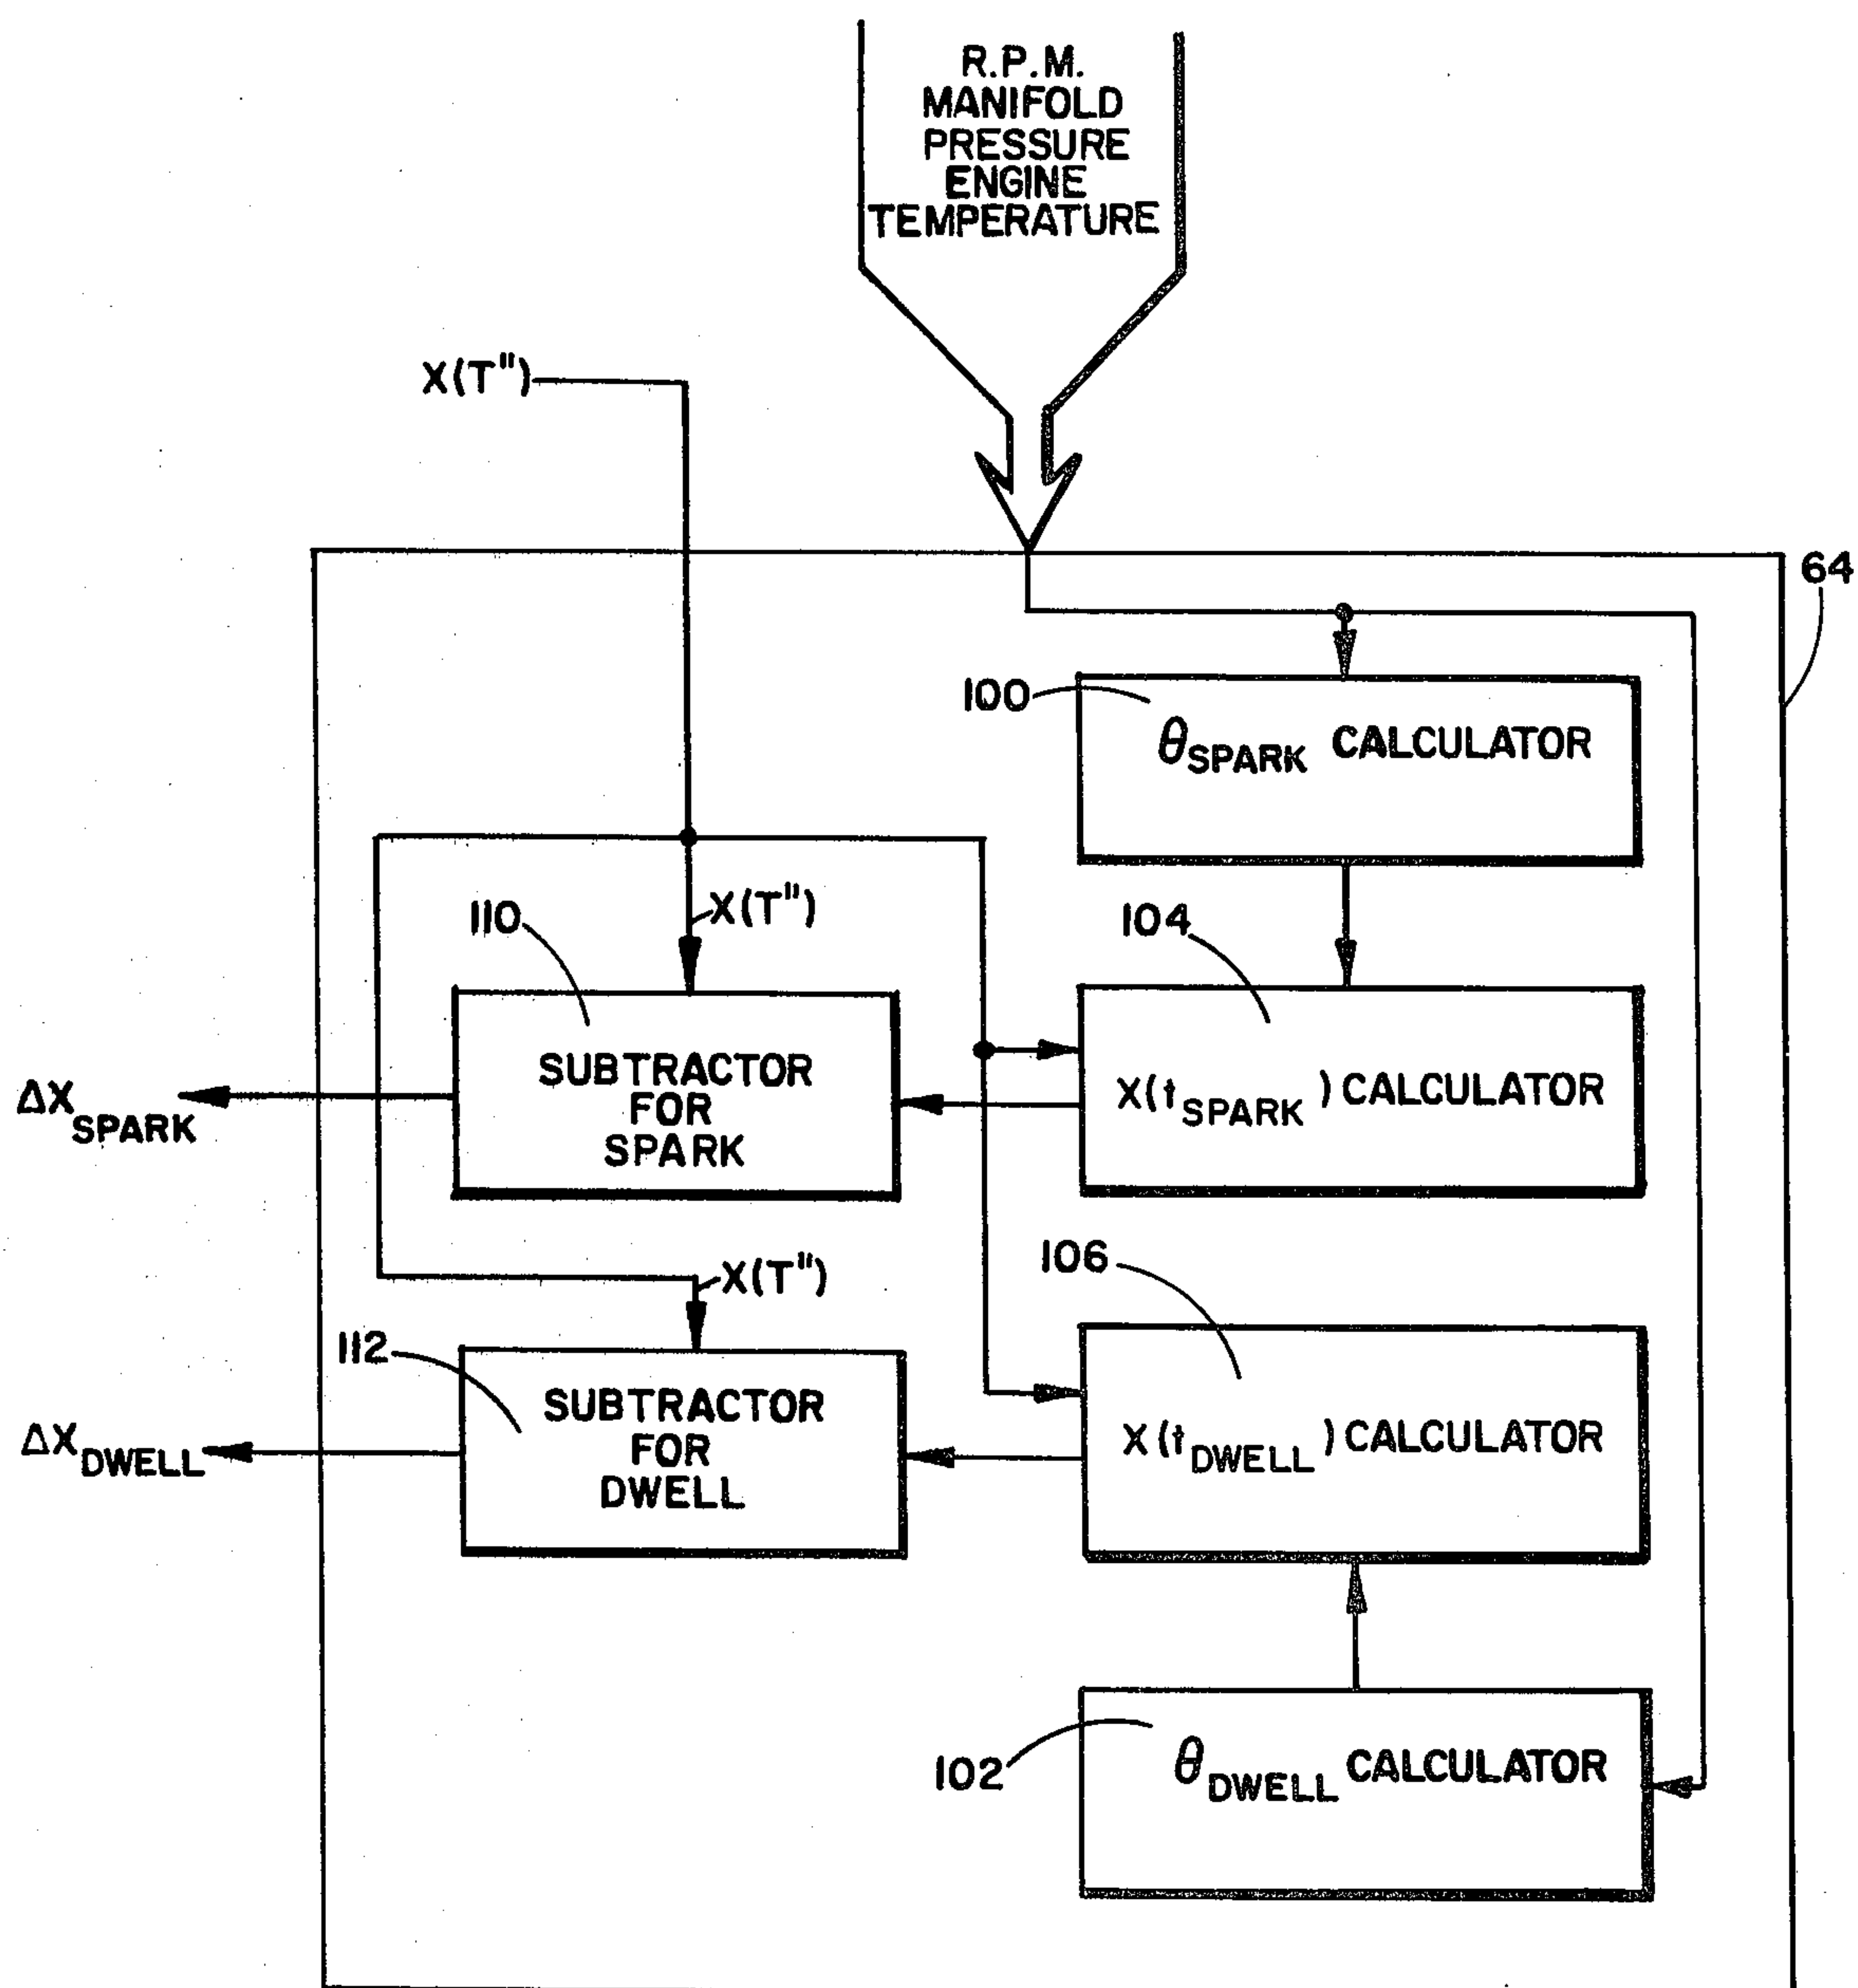 R.P.M.
MANIFOLD
PRESSURE
ENGINE
TEMPERATURE
X(T")
64
100
θSPARK CALCULATOR
X(T")
110
104
SUBTRACTOR
FOR
SPARK
X(tSPARK) CALCULATOR
ΔXSPARK
106
X(T")
112
SUBTRACTOR
FOR
DWELL
X(tDWELL) CALCULATOR
ΔXDWELL
102
θDWELL CALCULATOR